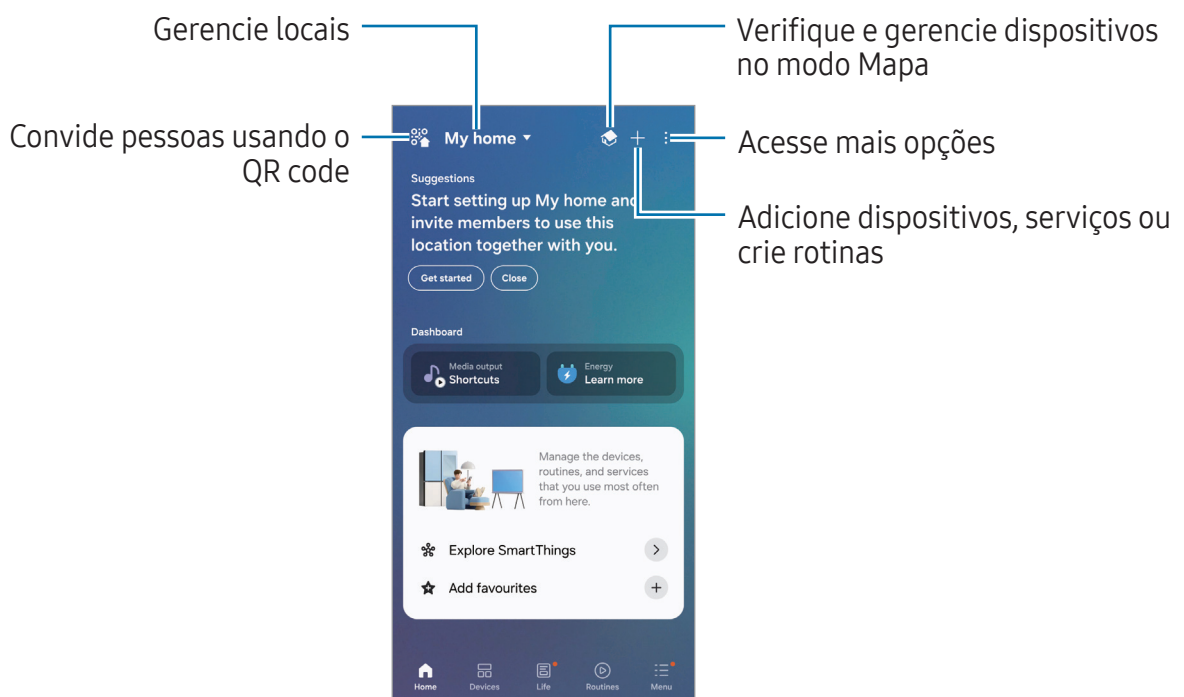 Gerencie locais
Verifique e gerencie dispositivos
no modo Mapa
Convide pessoas usando o
QR code
My home
Acesse mais opções
Adicione dispositivos, serviços ou
crie rotinas
Suggestions
Start setting up My home and
invite members to use this
location together with you.
Get started
Close
Dashboard
Media output
Shortcuts
Energy
Learn more
Manage the devices,
routines, and services
that you use most often
from here.
Explore SmartThings
Add favourites
Home
Devices
Life
Routines
Menu